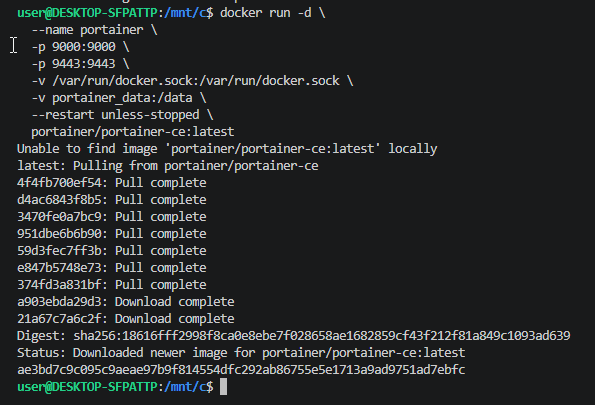 user@DESKTOP-SFPATTP:/mnt/c$ docker run -d \
--name portainer \
-p 9000:9000 \
-p 9443:9443 \
-v /var/run/docker.sock:/var/run/docker.sock \
-v portainer_data:/data \
--restart unless-stopped \
portainer/portainer-ce:latest
Unable to find image 'portainer/portainer-ce:latest' locally
latest: Pulling from portainer/portainer-ce
4f4fb700ef54: Pull complete
d4ac6843f8b5: Pull complete
3470fe0a7bc9: Pull complete
951dbe6b6b90: Pull complete
59d3fec7ff3b: Pull complete
e847b5748e73: Pull complete
374fd3a831bf: Pull complete
a903ebda29d3: Download complete
21a67c7a6c2f: Download complete
Digest: sha256:18616fff2998f8ca0e8ebe7f028658ae1682859cf43f212f81a849c1093ad639
Status: Downloaded newer image for portainer/portainer-ce:latest
ae3bd7c9c095c9aeae97b9f814554dfc292ab86755e5e1713a9ad9751ad7ebfc
user@DESKTOP-SFPATTP:/mnt/c$